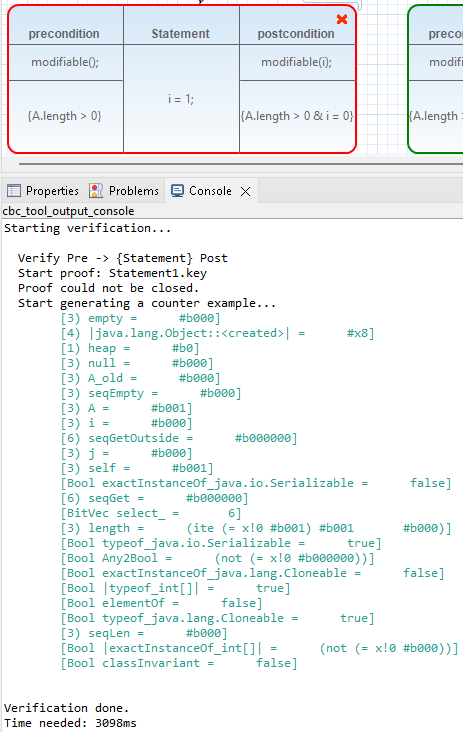 precondition Statement postcondition preco
modifiable(); modifiable(i); modifi
i = 1;
{A.length > 0} {A.length > 0 & i = 0} {A.length >
Properties Problems Console
cbc_tool_output_console
Starting verification...
Verify Pre -> {Statement} Post
Start proof: Statement1.key
Proof could not be closed.
Start generating a counter example...
[3) empty = #b000]
[4) |java.lang.Object::<created>| = #x8]
[1) heap = #b0]
[3) null = #b000]
[3) A_old = #b000]
[3) seqEmpty = #b000]
[3) A = #b001]
[3) i = #b000]
[6) seqGetOutside = #b000000]
[3) j = #b000]
[3) self = #b001]
[Bool exactInstanceOf_java.io.Serializable = false]
[6) seqGet = #b000000]
[BitVec select_ = 6]
[3) length = (ite (= x!0 #b001) #b001 #b000)]
[Bool typeof_java.io.Serializable = true]
[Bool Any2Bool = (not (= x!0 #b000000))]
[Bool exactInstanceOf_java.lang.Cloneable = false]
[Bool |typeof_int[]| = true]
[Bool elementOf = false]
[Bool typeof_java.lang.Cloneable = true]
[3) seqLen = #b000]
[Bool |exactInstanceOf_int[]| = (not (= x!0 #b000))]
[Bool classInvariant = false]
Verification done.
Time needed: 3098ms